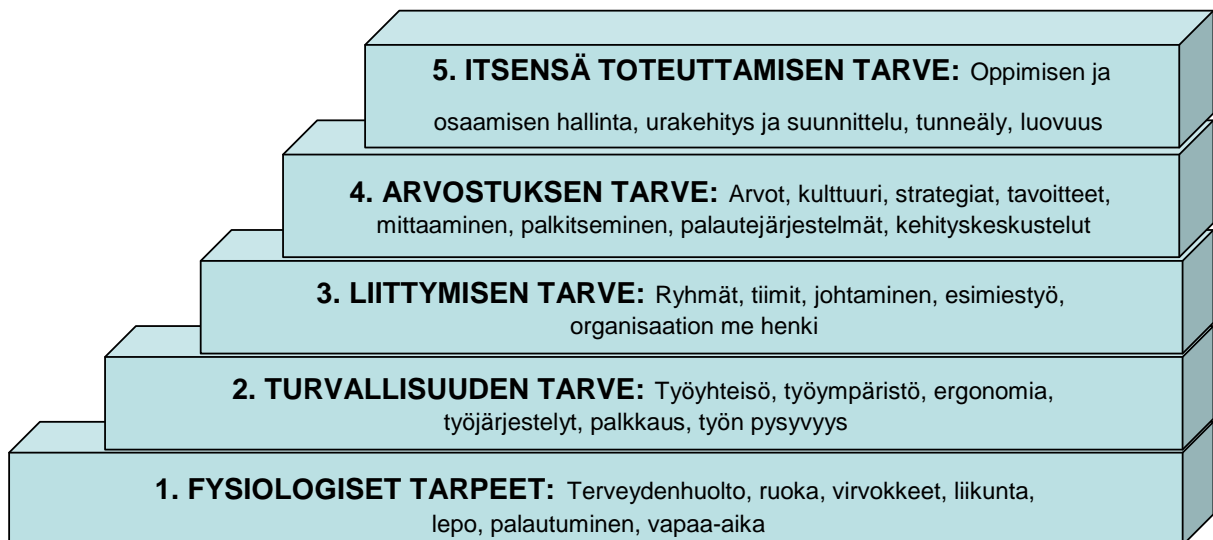 5. ITSENSÄ TOTEUTTAMISEN TARVE: Oppimisen ja
osaamisen hallinta, urakehitys ja suunnittelu, tunneäly, luovuus
4. ARVOSTUKSEN TARVE: Arvot, kulttuuri, strategiat, tavoitteet,
mittaaminen, palkitseminen, palautejärjestelmät, kehityskeskustelut
3. LIITTYMISEN TARVE: Ryhmät, tiimit, johtaminen, esimiestyö,
organisaation me henki
2. TURVALLISUUDEN TARVE: Työyhteisö, työympäristö, ergonomia,
työjärjestelyt, palkkaus, työn pysyvyys
1. FYSIOLOGISET TARPEET: Terveydenhuolto, ruoka, virvokkeet, liikunta,
lepo, palautuminen, vapaa-aika